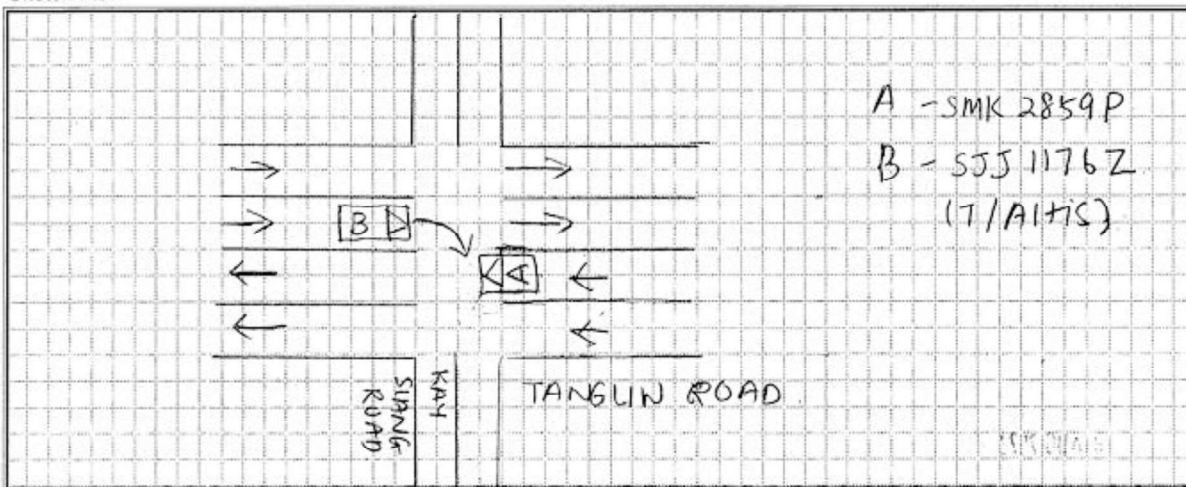 A - SMK 2859P
B - SJJ 1176Z
(T/Altis)
B
A
KAY
SIANG
ROAD
TANGLIN ROAD